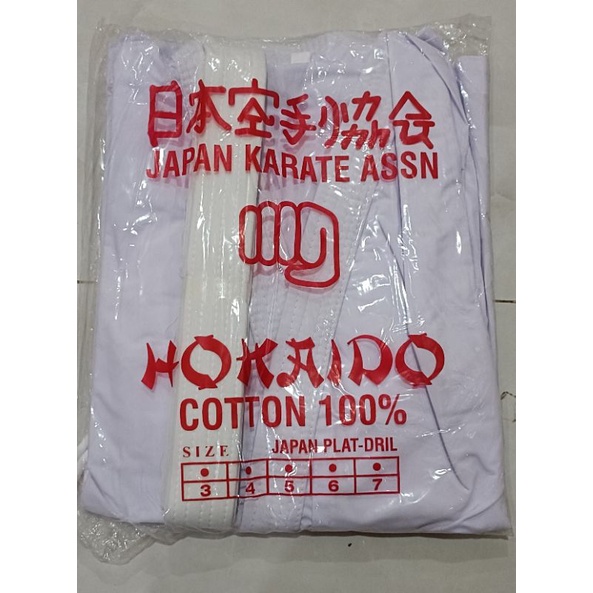 日本空手協会
JAPAN KARATE ASSN
HOKAIDO
COTTON 100%
SIZE JAPAN PLAT-DRIL
3 4 5 6 7